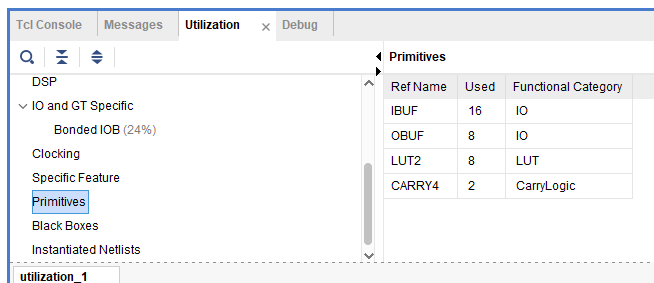 Tcl Console Messages Utilization × Debug
DSP
IO and GT Specific
Bonded IOB (24%)
Clocking
Specific Feature
Primitives
Black Boxes
Instantiated Netlists
Primitives
Ref Name Used Functional Category
IBUF 16 IO
OBUF 8 IO
LUT2 8 LUT
CARRY4 2 CarryLogic
utilization_1